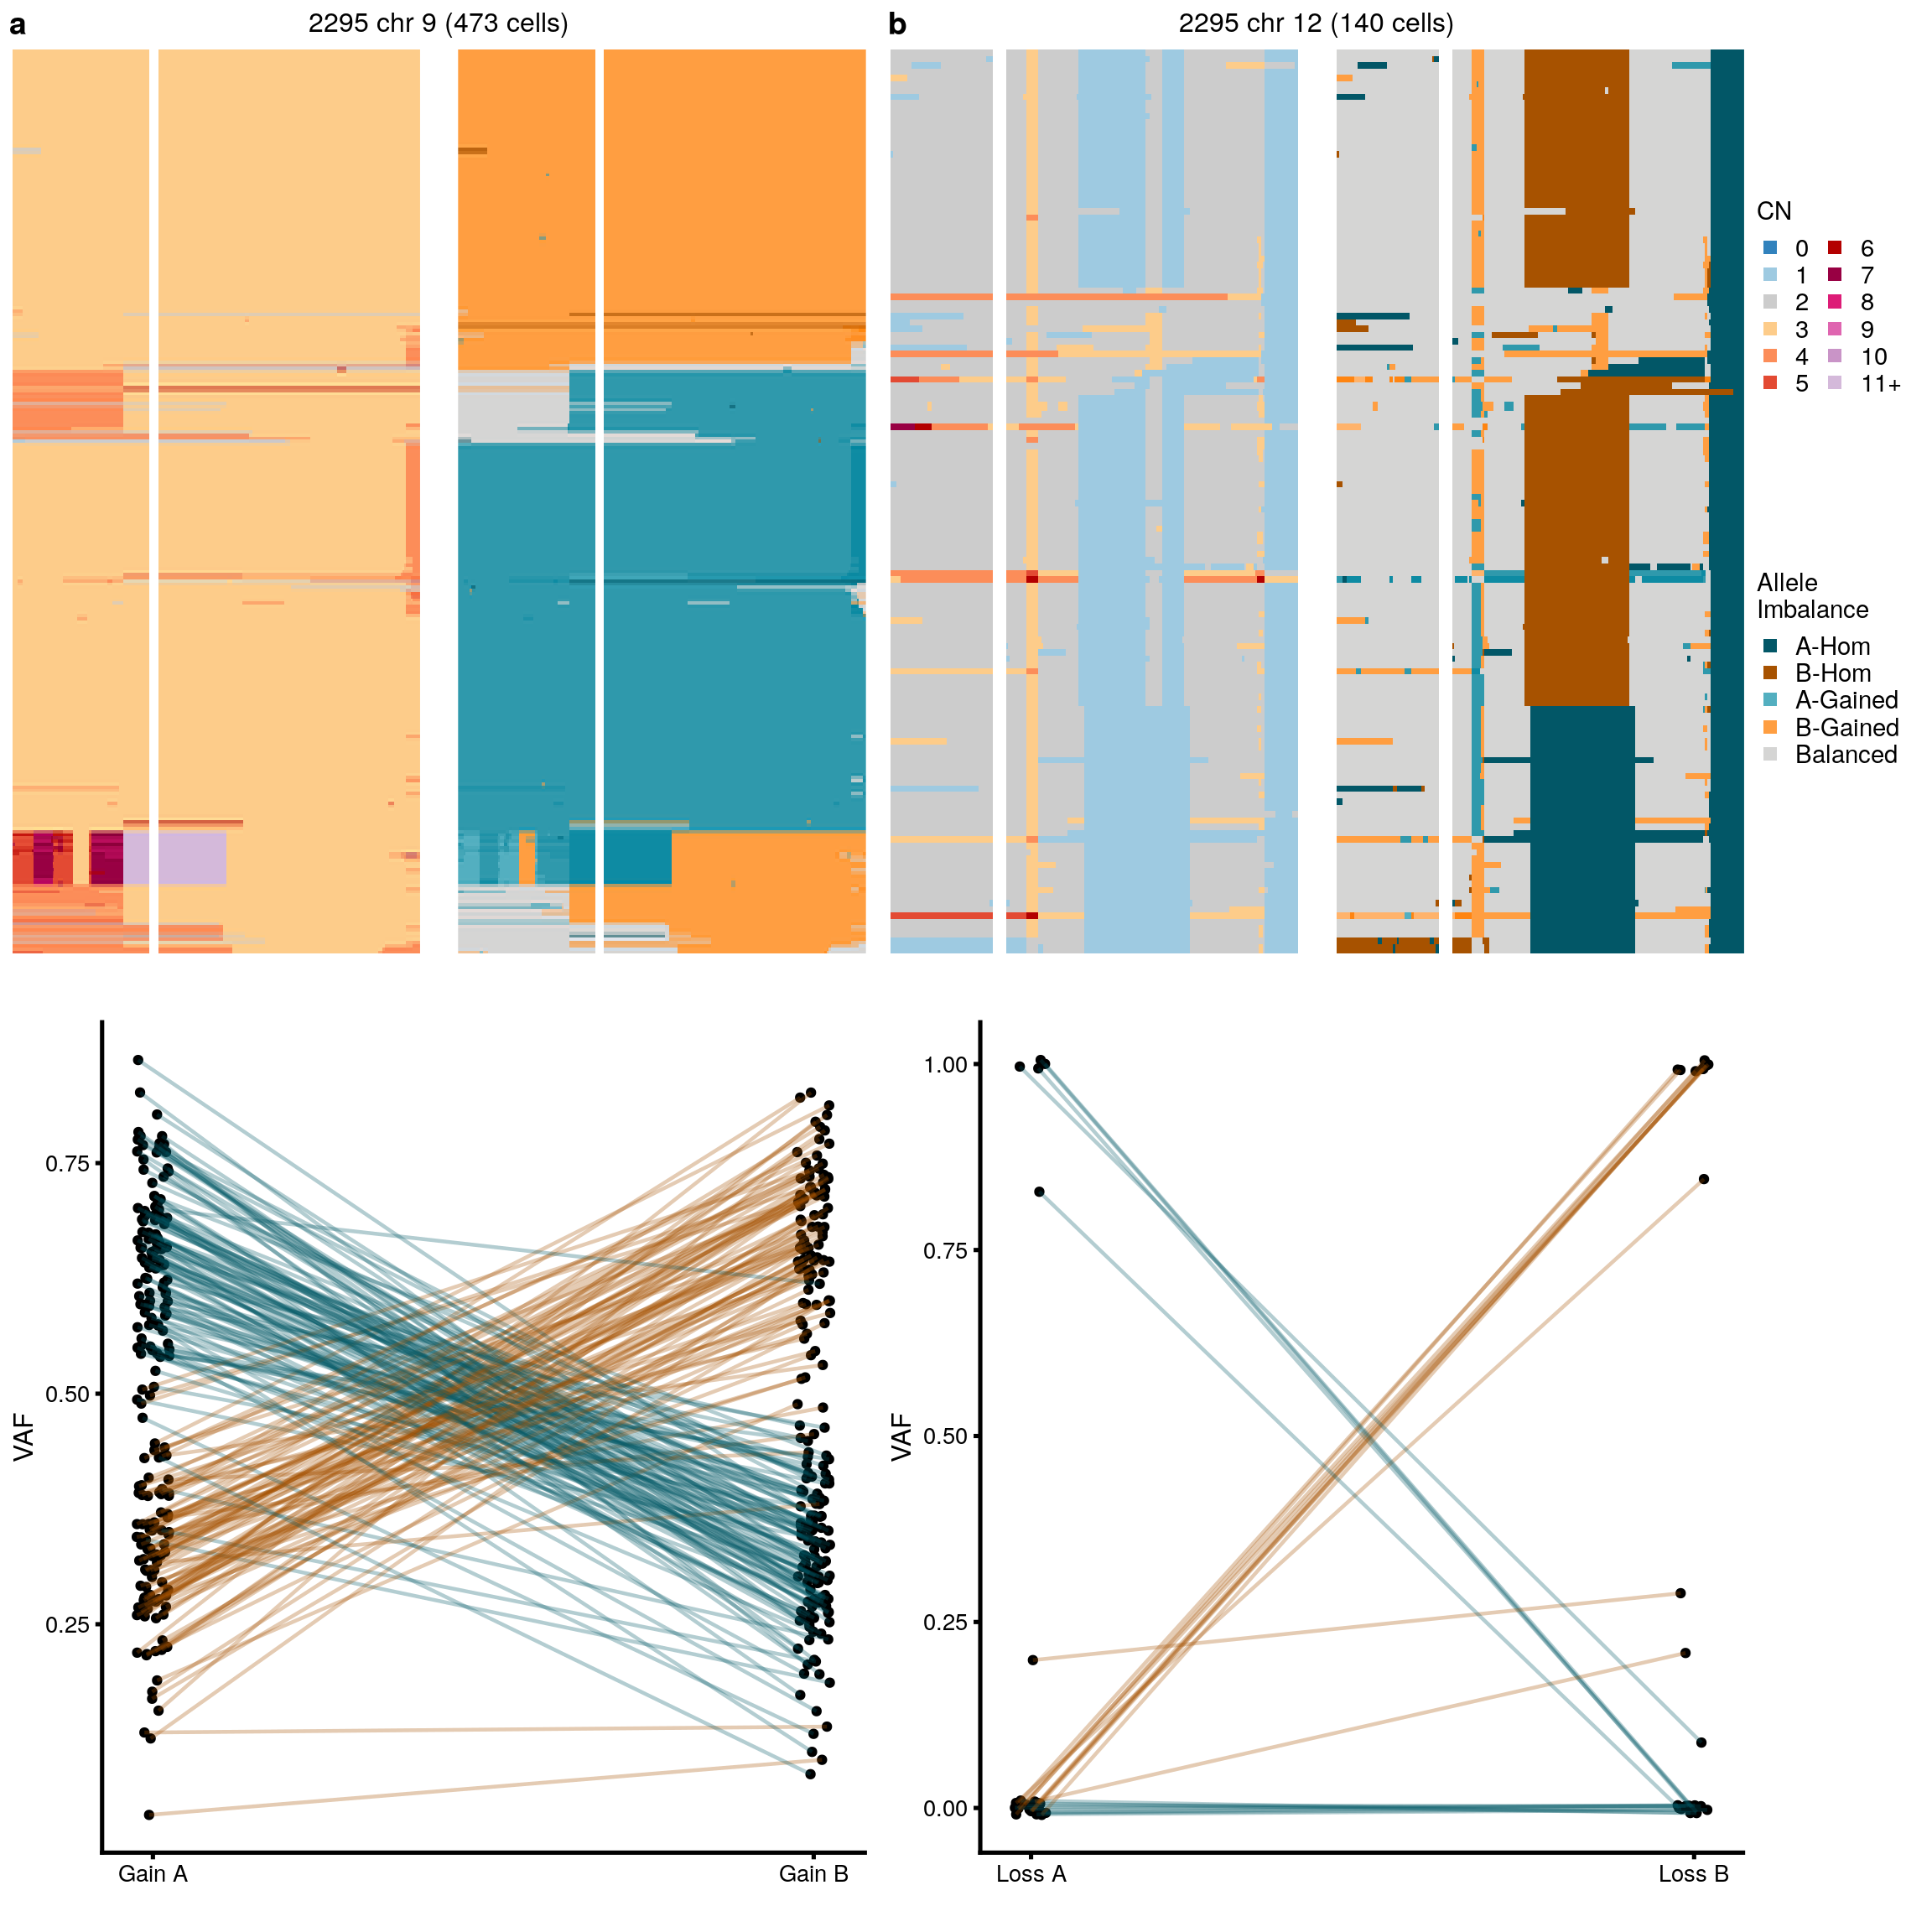 a
2295 chr 9 (473 cells)
b
2295 chr 12 (140 cells)
CN
0 6
1 7
2 8
3 9
4 10
5 11+
Allele
Imbalance
A-Hom
B-Hom
A-Gained
B-Gained
Balanced
VAF
0.75
0.50
0.25
Gain A
Gain B
VAF
1.00
0.75
0.50
0.25
0.00
Loss A
Loss B